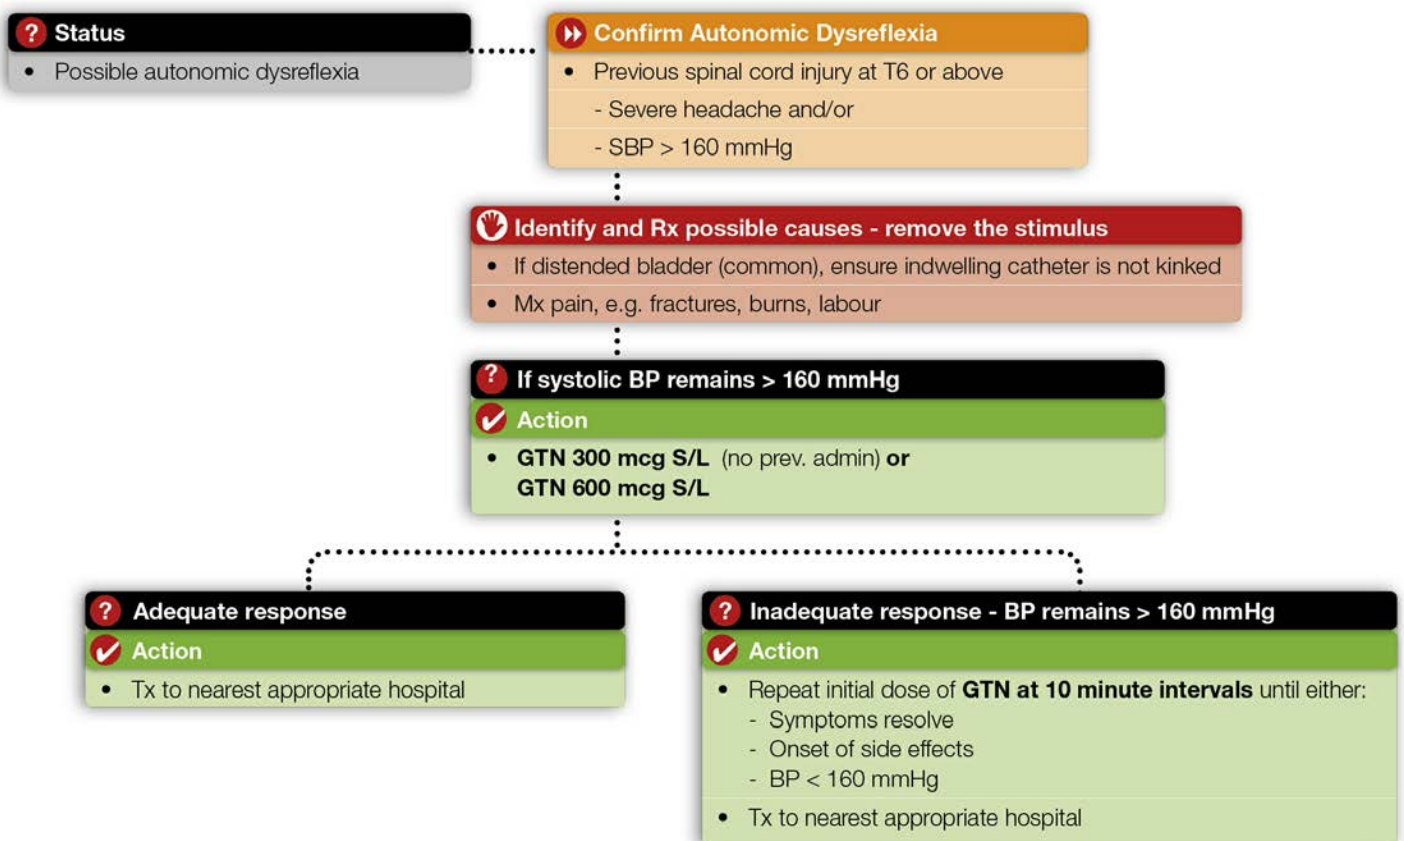 ? Status
• Possible autonomic dysreflexia
Confirm Autonomic Dysreflexia
• Previous spinal cord injury at T6 or above
- Severe headache and/or
- SBP > 160 mmHg
Identify and Rx possible causes - remove the stimulus
• If distended bladder (common), ensure indwelling catheter is not kinked
• Mx pain, e.g. fractures, burns, labour
? If systolic BP remains > 160 mmHg
Action
• GTN 300 mcg S/L (no prev. admin) or
GTN 600 mcg S/L
? Adequate response
Action
• Tx to nearest appropriate hospital
? Inadequate response - BP remains > 160 mmHg
Action
• Repeat initial dose of GTN at 10 minute intervals until either:
- Symptoms resolve
- Onset of side effects
- BP < 160 mmHg
• Tx to nearest appropriate hospital